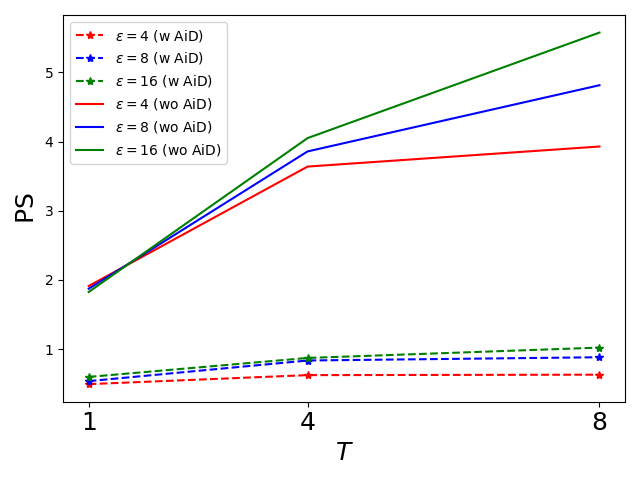 ε = 4 (w AiD)
ε = 8 (w AiD)
ε = 16 (w AiD)
ε = 4 (wo AiD)
ε = 8 (wo AiD)
ε = 16 (wo AiD)
5
4
3
2
1
PS
1 4 8
T